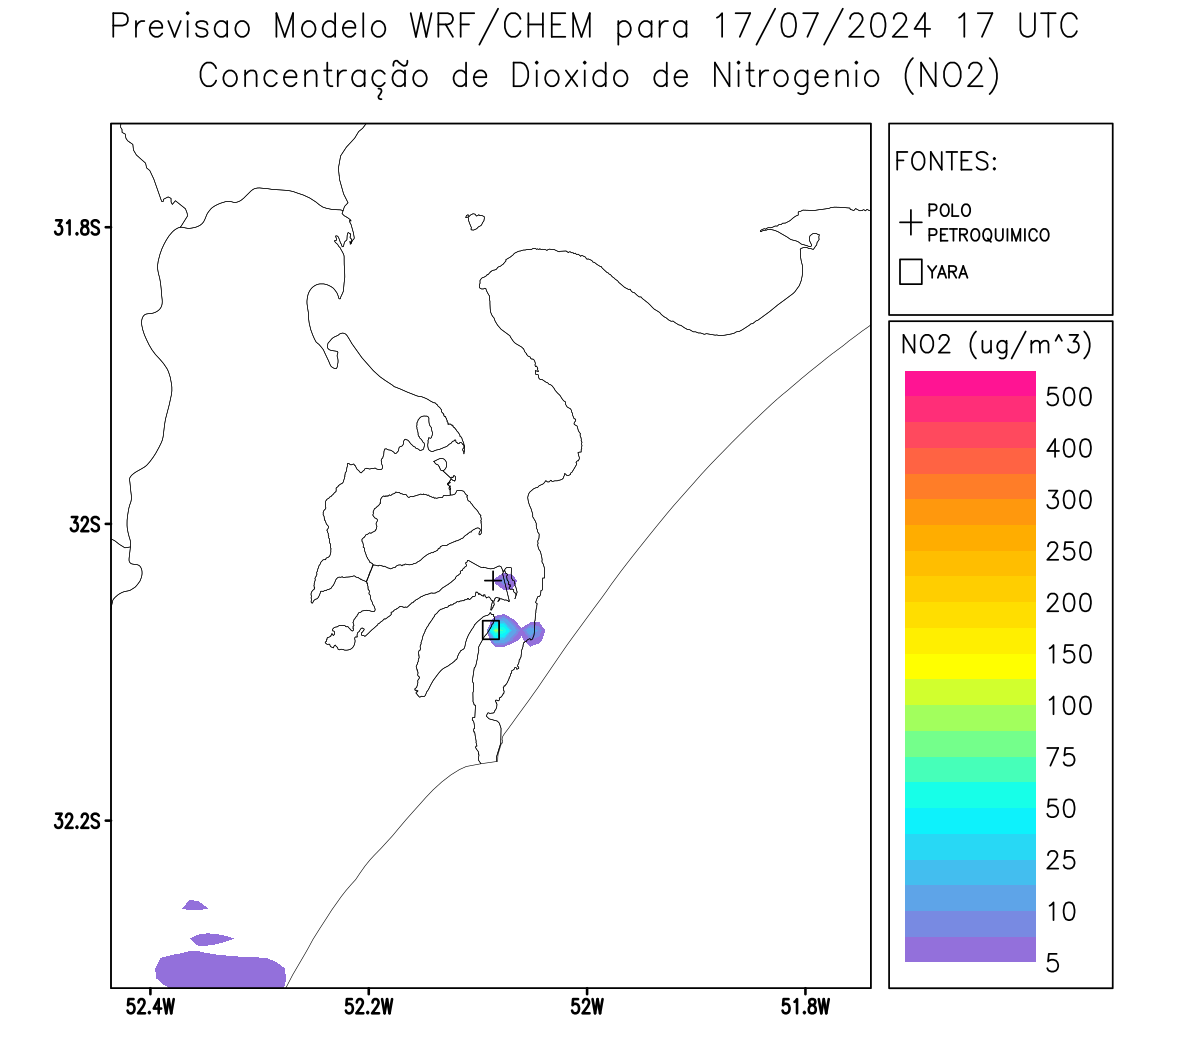 Previsao Modelo WRF/CHEM para 17/07/2024 17 UTC
Concentração de Dioxido de Nitrogenio (NO2)
FONTES:
POLO
PETROQUIMICO
YARA
NO2 (ug/m^3)
500
400
300
250
200
150
100
75
50
25
10
5
31.8S
32S
32.2S
52.4W
52.2W
52W
51.8W